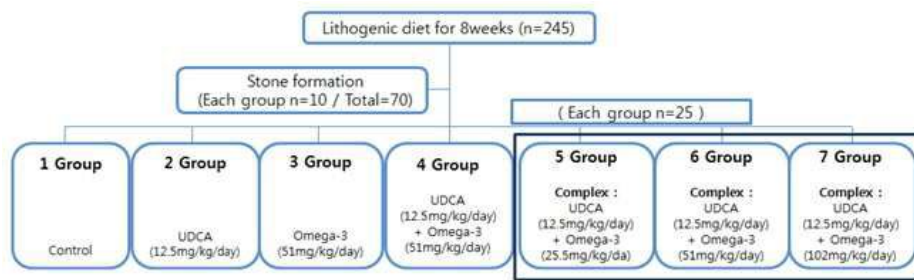 Lithogenic diet for 8weeks (n=245)
Stone formation
(Each group n=10 / Total=70)
( Each group n=25 )
1 Group
Control
2 Group
UDCA
(12.5mg/kg/day)
3 Group
Omega-3
(51mg/kg/day)
4 Group
UDCA
(12.5mg/kg/day)
+ Omega-3
(51mg/kg/day)
5 Group
Complex :
UDCA
(12.5mg/kg/day)
+ Omega-3
(25.5mg/kg/da)
6 Group
Complex :
UDCA
(12.5mg/kg/day)
+ Omega-3
(51mg/kg/day)
7 Group
Complex :
UDCA
(12.5mg/kg/day)
+ Omega-3
(102mg/kg/day)